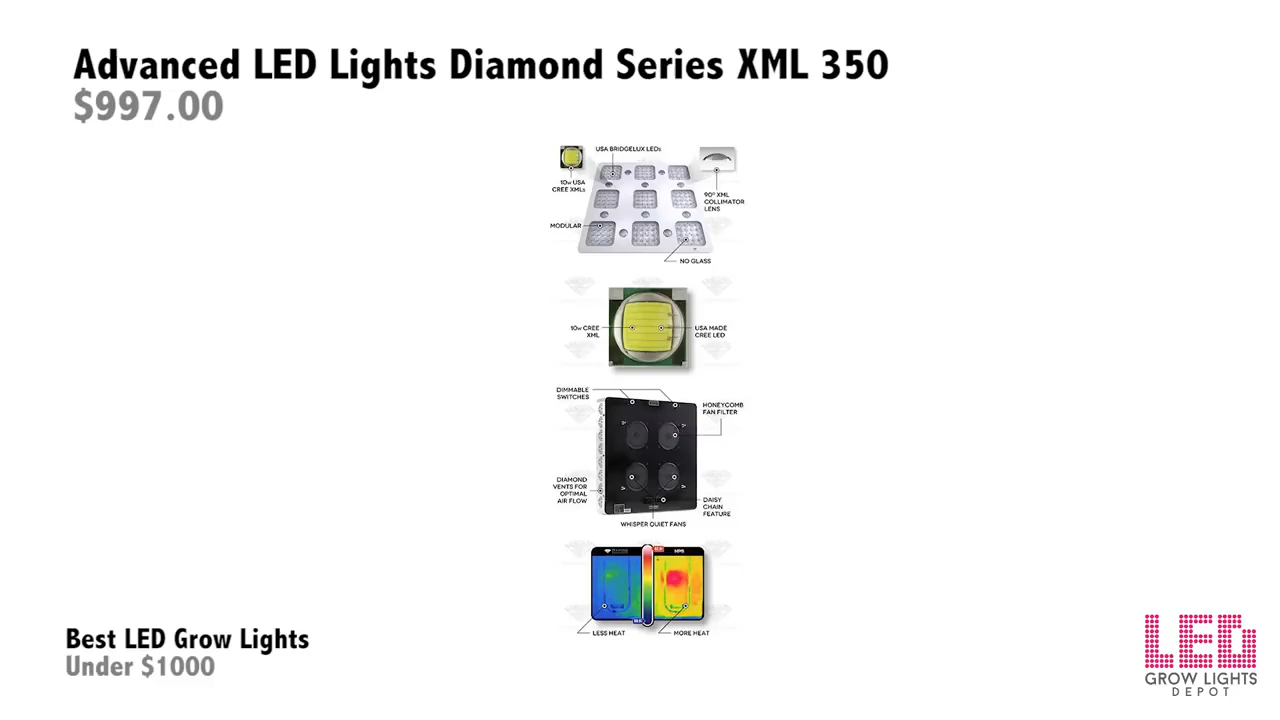 Advanced LED Lights Diamond Series XML 350
$997.00
USA BRIDGELUX LEDs
10w USA
CREE XMLs
90° XML
COLLIMATOR
LENS
MODULAR
NO GLASS
10w CREE
XML
USA MADE
CREE LED
DIMMABLE
SWITCHES
HONEYCOMB
FAN FILTER
DIAMOND
VENTS FOR
OPTIMAL
AIR FLOW
DAISY
CHAIN
FEATURE
WHISPER QUIET FANS
HPS
LESS HEAT
MORE HEAT
Best LED Grow Lights
Under $1000
LED
GROW LIGHTS
DEPOT